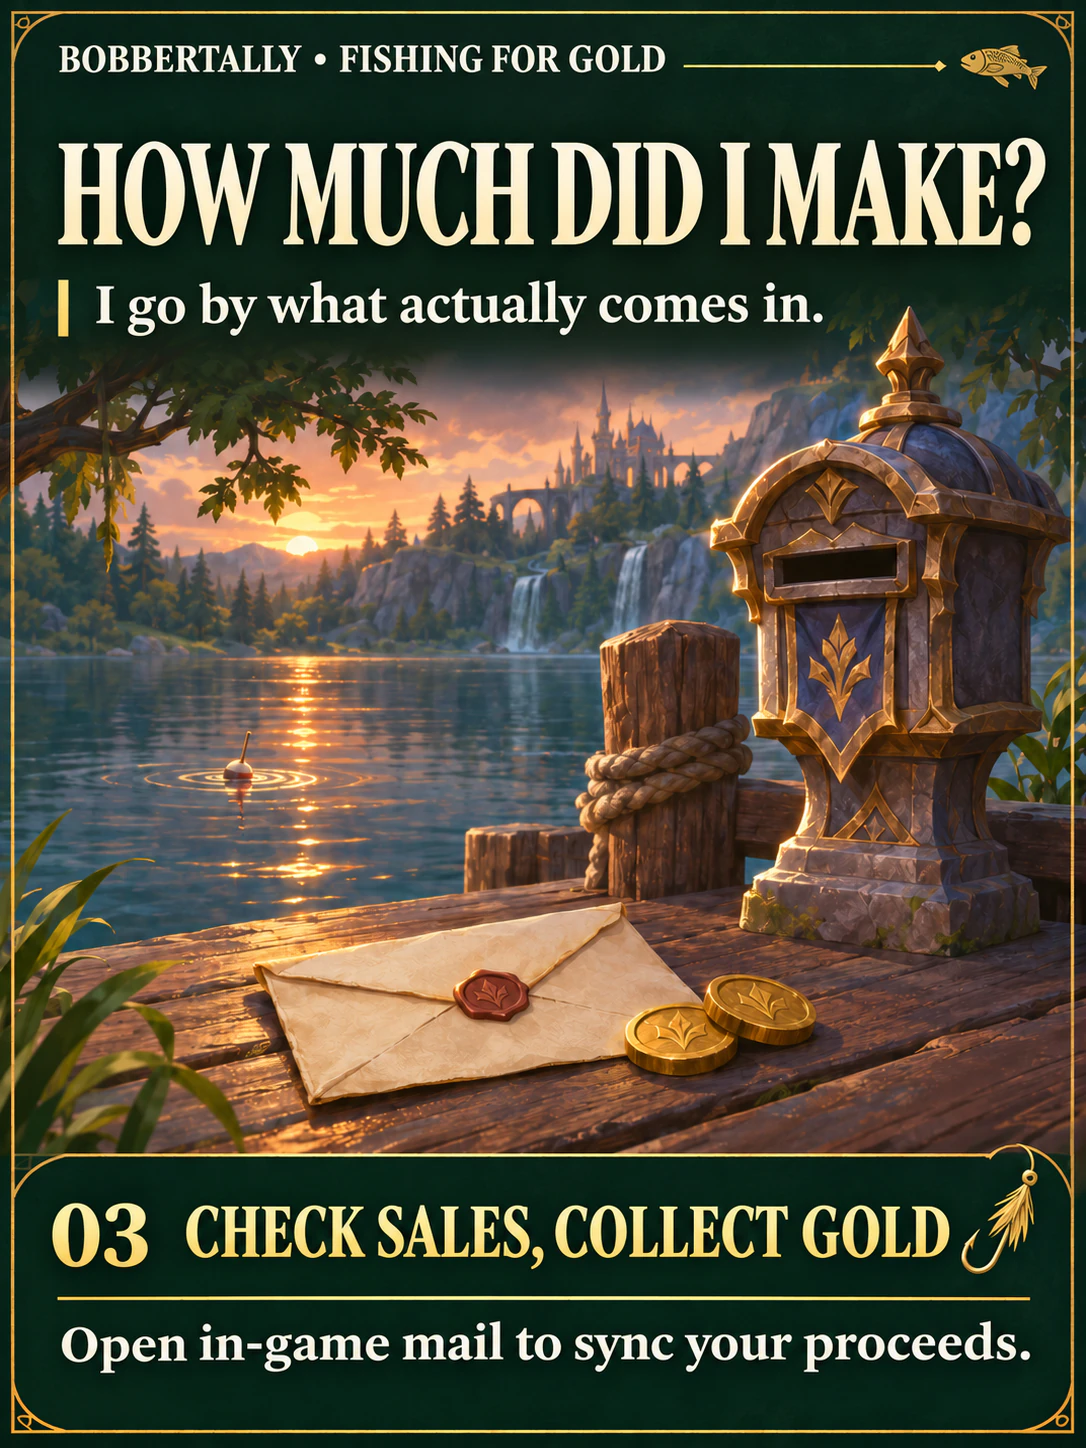 BOBBERTALLY • FISHING FOR GOLD
HOW MUCH DID I MAKE?
I go by what actually comes in.
03 CHECK SALES, COLLECT GOLD
Open in-game mail to sync your proceeds.